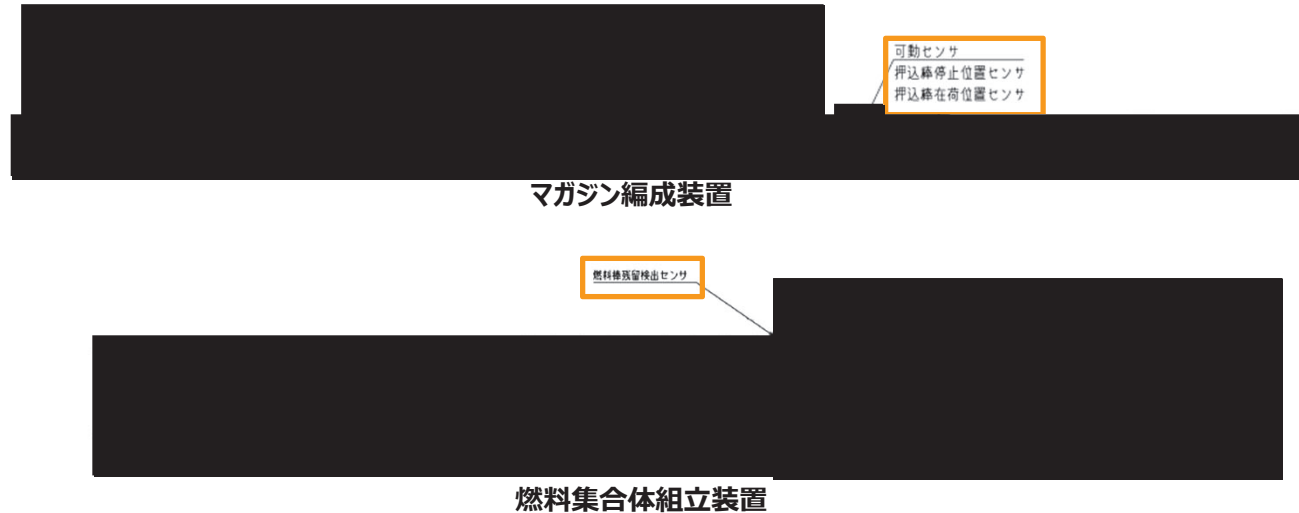 可動センサ
押込棒停止位置センサ
押込棒在荷位置センサ
マガジン編成装置
燃料棒残留検出センサ
燃料集合体組立装置